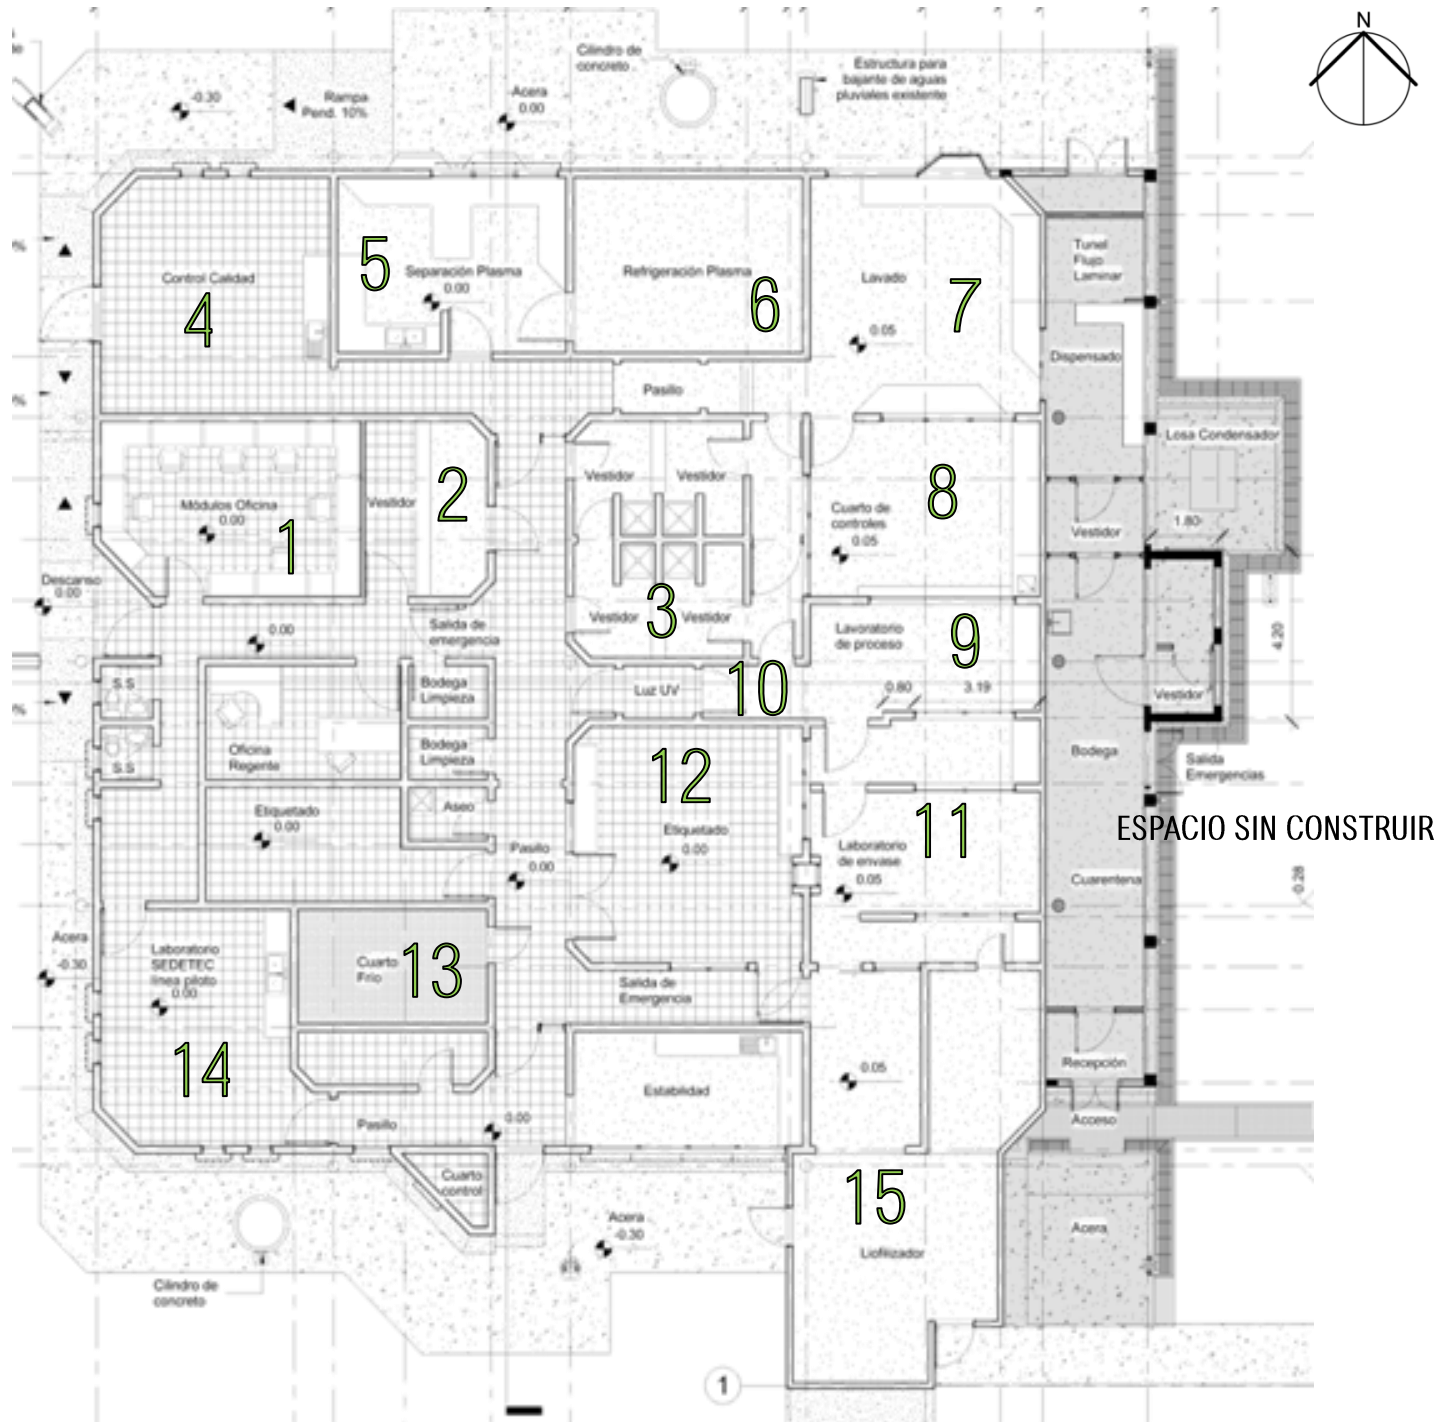 N
Cilindro de
concreto
Estructura para
bajante de aguas
pluviales existente
-0.30
Rampa
Pend. 10%
Acera
0.00
5
Tunel
Flujo
Laminar
Control Calidad
Separación Plasma
0.00
Refrigeración Plasma
Lavado
4
6
7
0.05
Dispensado
Pasillo
Losa Condensador
2
8
Vestidor
Vestidor
Vestidor
Módulos Oficina
0.00
1
Cuarto de
controles
0.05
1.80
Vestidor
Descanso
0.00
3
Vestidor
Vestidor
0.00
Salida de
emergencia
Lavoratorio
de proceso
9
4.20
S.S
Bodega
Limpieza
Luz UV
10
0.80
3.19
Vestidor
Oficina
Regente
Bodega
Limpieza
S.S
12
Bodega
Salida
Emergencias
Etiquetado
0.00
Aseo
Etiquetado
0.00
11
ESPACIO SIN CONSTRUIR
Pasillo
0.00
Laboratorio
de envase
0.05
Cuarentena
0.28
Acera
-0.30
Laboratorio
SEDETEC
línea piloto
0.00
Cuarto
Frio
13
Salida de
Emergencia
14
0.05
Recepción
Estabilidad
Pasillo
0.00
Acceso
Cuarto
control
15
Acera
-0.30
Acera
Liofilizador
Cilindro de
concreto
1